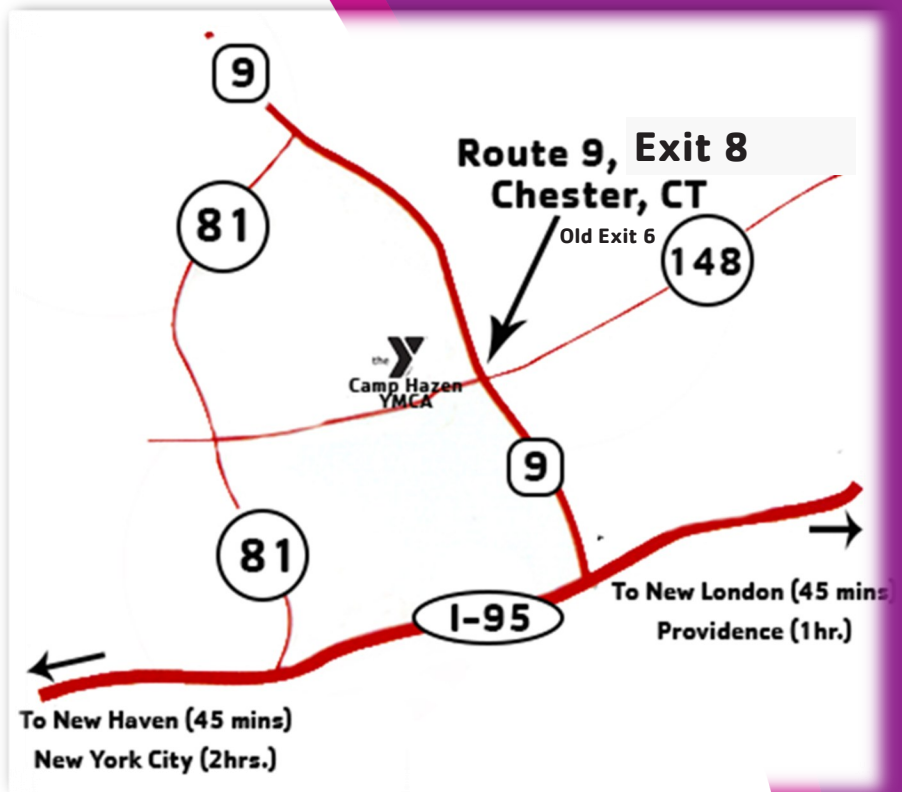 9
Route 9, Exit 8
Chester, CT
Old Exit 6
81
148
the Y
Camp Hazen
YMCA
9
81
I-95
To New London (45 mins)
Providence (1hr.)
To New Haven (45 mins)
New York City (2hrs.)